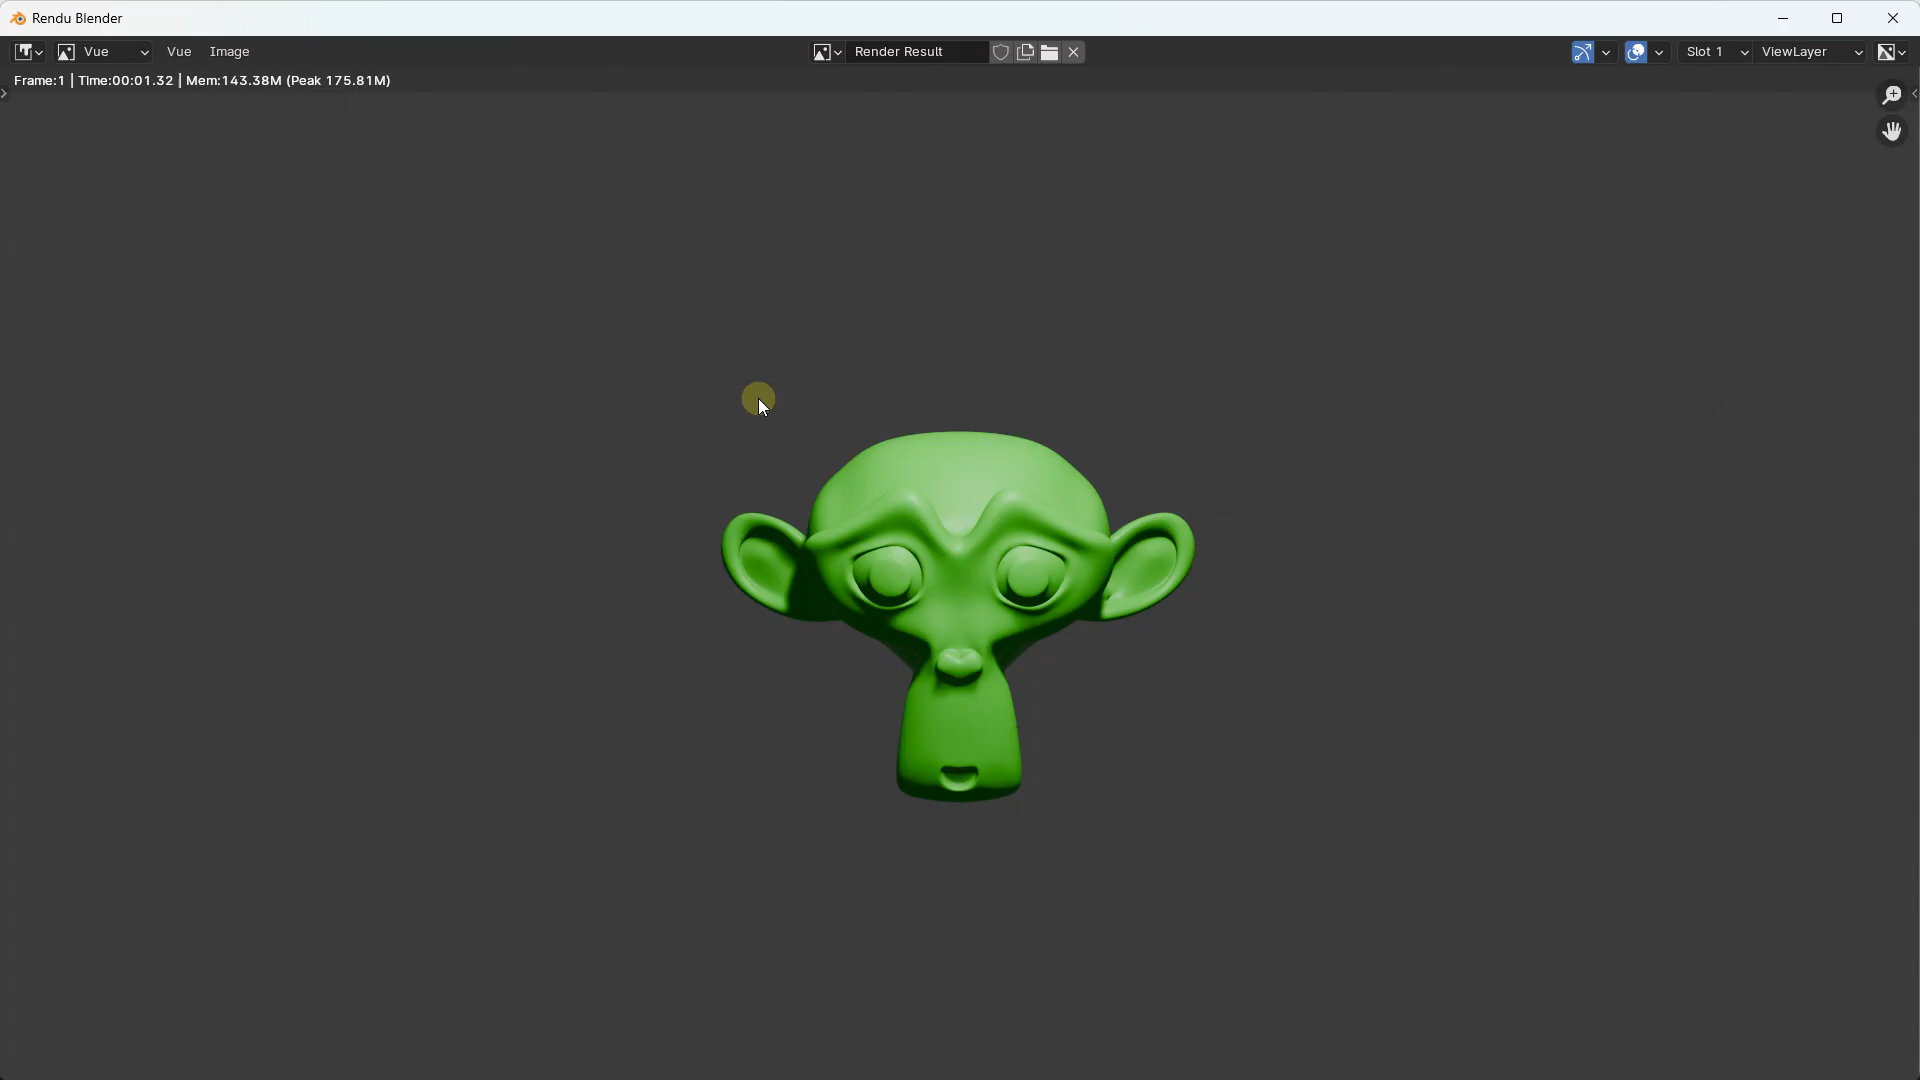 Rendu Blender
Vue Vue Image Render Result Slot 1 ViewLayer
Frame:1 | Time:00:01.32 | Mem:143.38M (Peak 175.81M)